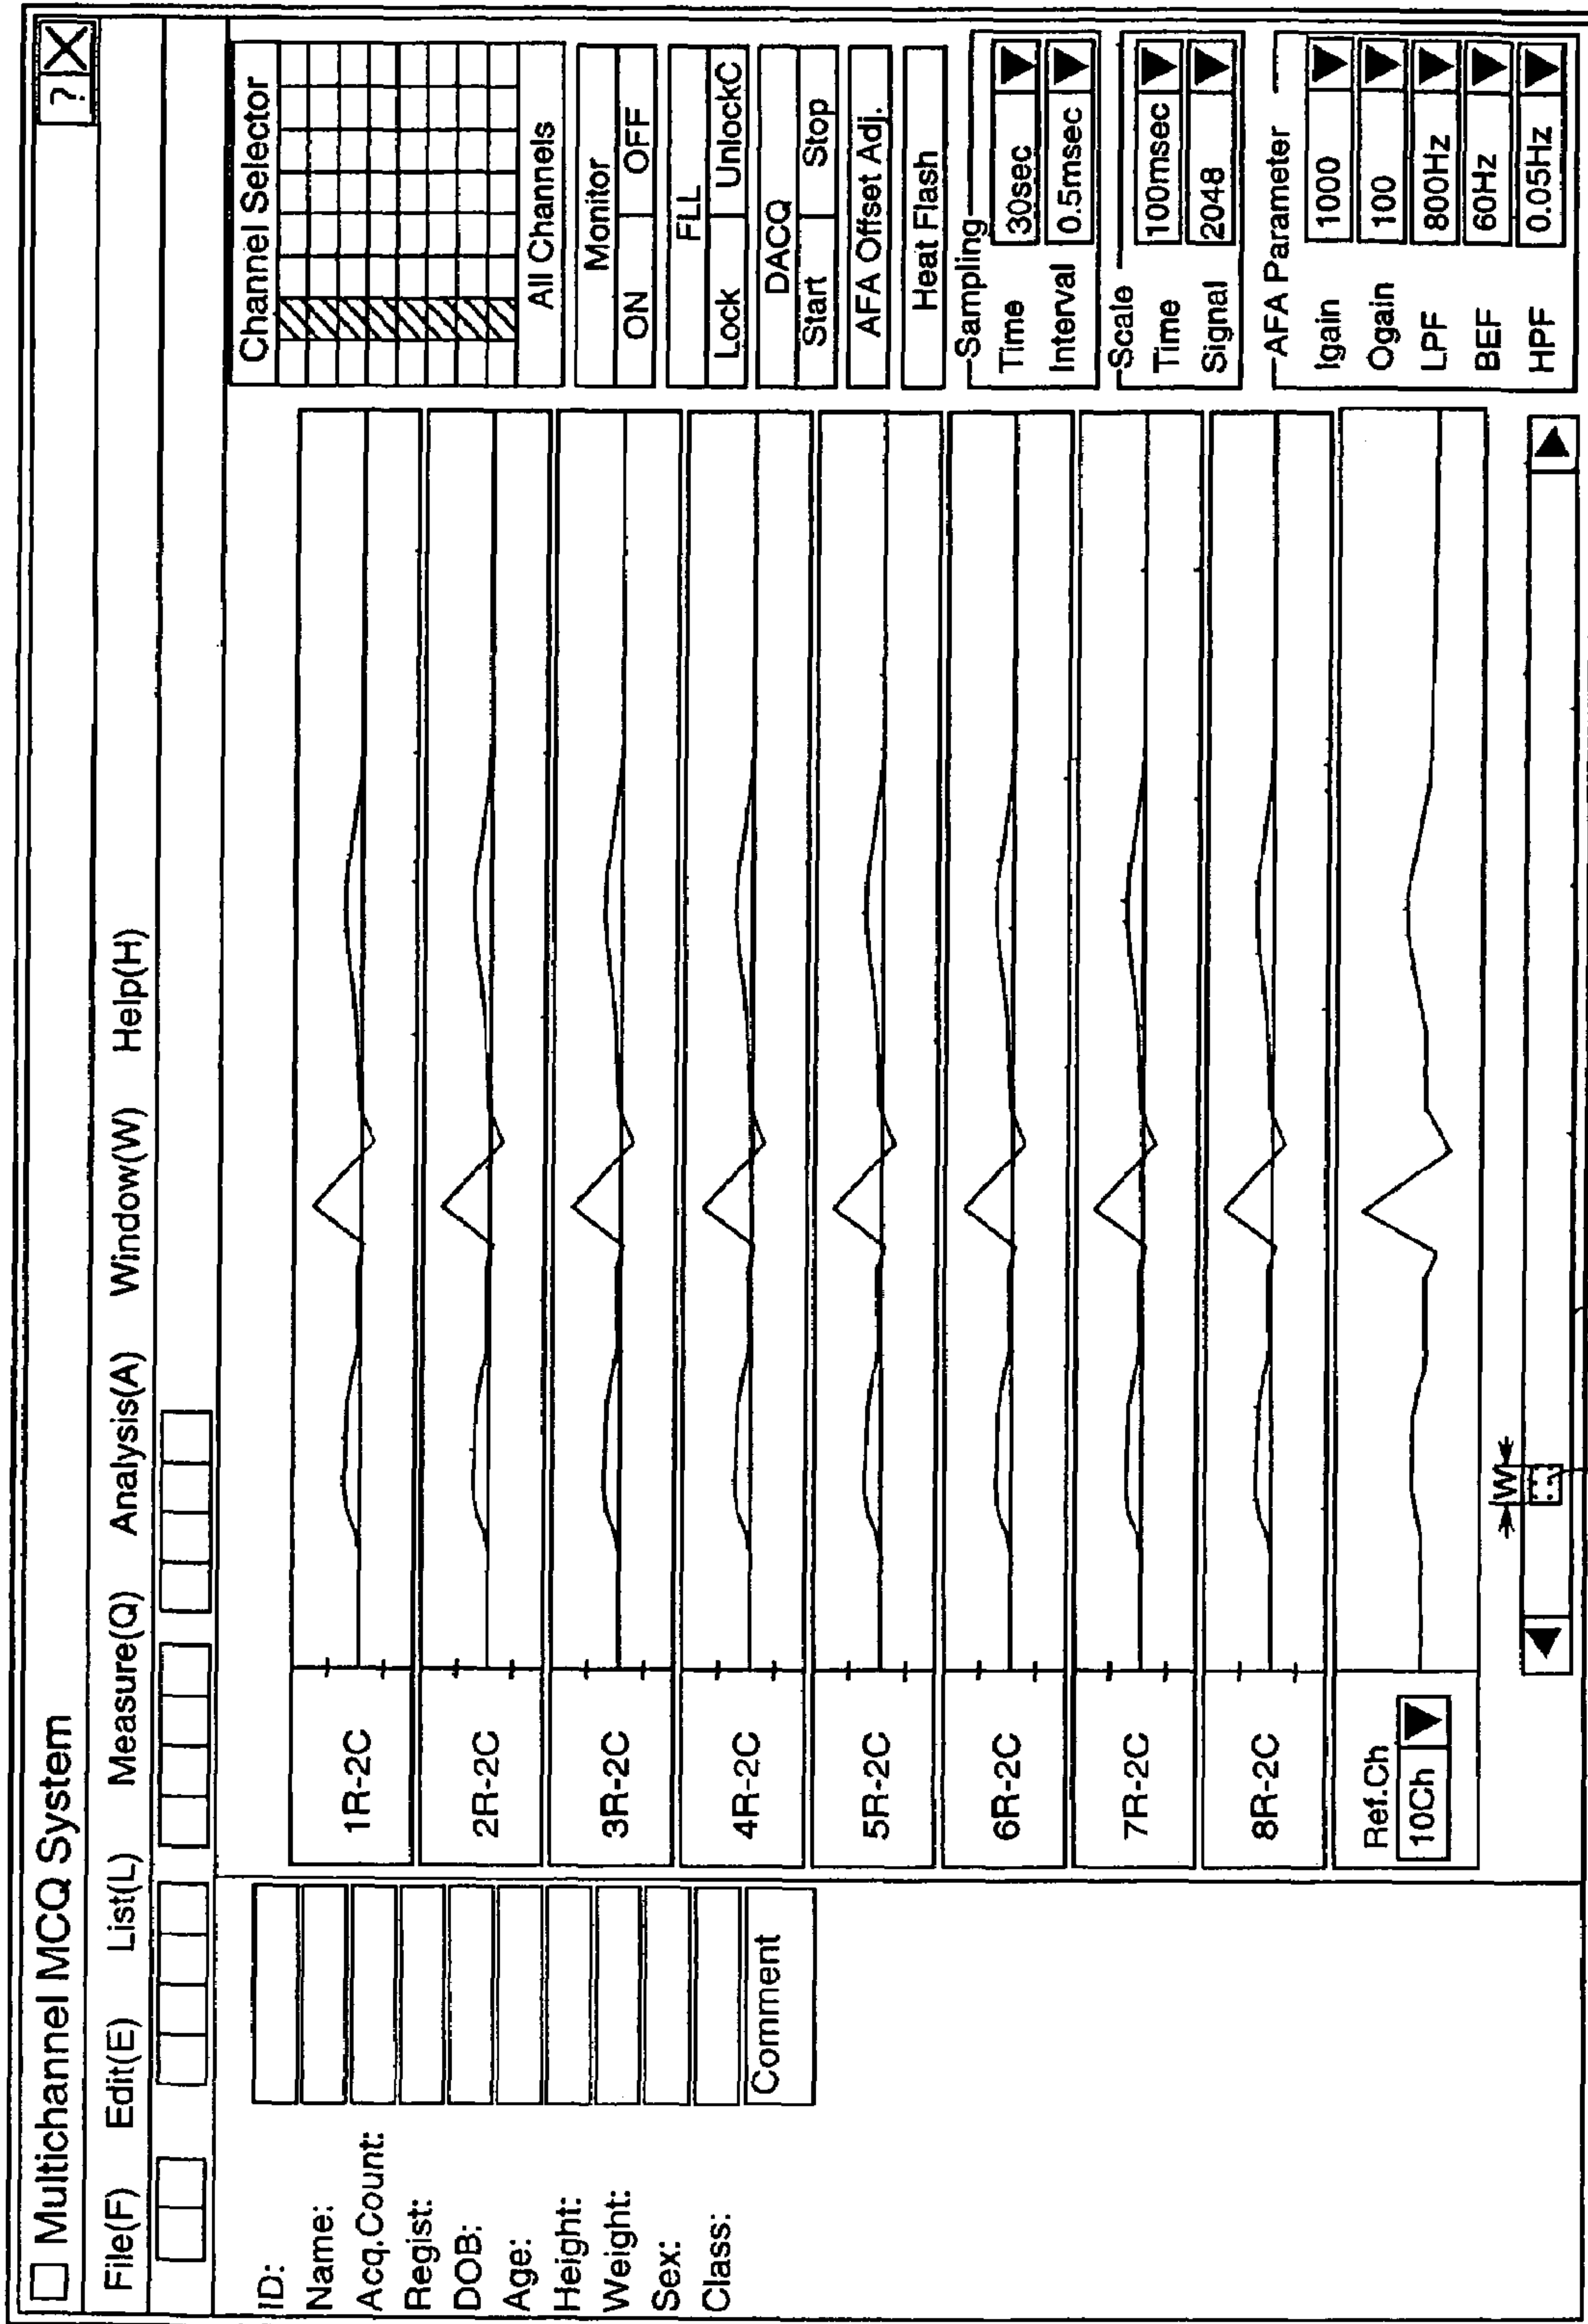 Multichannel MCQ System
?
File(F) Edit(E) List(L) Measure(Q) Analysis(A) Window(W) Help(H)
ID:
Name:
Acq.Count:
Regist:
DOB:
Age:
Height:
Weight:
Sex:
Class:
Comment
1R-2C
2R-2C
3R-2C
4R-2C
5R-2C
6R-2C
7R-2C
8R-2C
Ref.Ch
10Ch
W
Channel Selector
All Channels
Monitor
ON OFF
FLL
Lock UnlockC
DACQ
Start Stop
AFA Offset Adj.
Heat Flash
Sampling
Time 30sec
Interval 0.5msec
Scale
Time 100msec
Signal 2048
AFA Parameter
Igain 1000
Ogain 100
LPF 800Hz
BEF 60Hz
HPF 0.05Hz